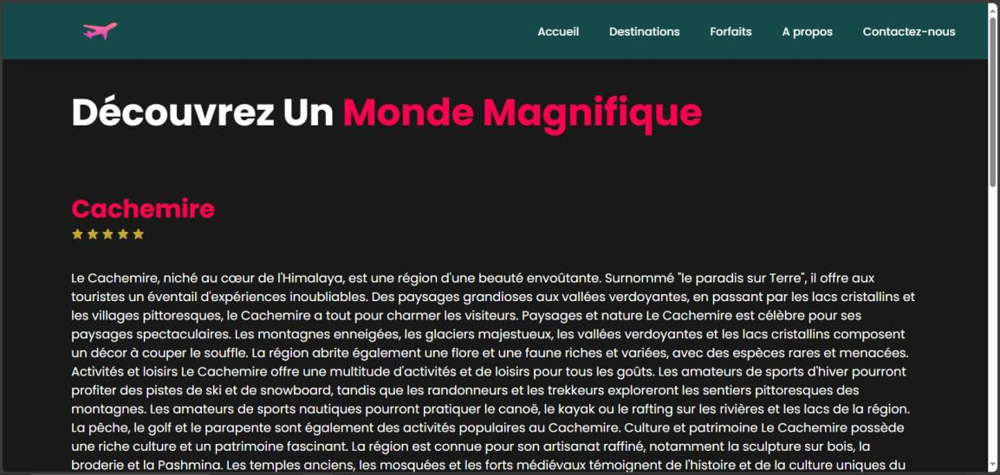 Accueil Destinations Forfaits A propos Contactez-nous
Découvrez Un Monde Magnifique
Cachemire
Le Cachemire, niché au cœur de l'Himalaya, est une région d'une beauté envoûtante. Surnommé "le paradis sur Terre", il offre aux
touristes un éventail d'expériences inoubliables. Des paysages grandioses aux vallées verdoyantes, en passant par les lacs cristallins et
les villages pittoresques, le Cachemire a tout pour charmer les visiteurs. Paysages et nature Le Cachemire est célèbre pour ses
paysages spectaculaires. Les montagnes enneigées, les glaciers majestueux, les vallées verdoyantes et les lacs cristallins composent
un décor à couper le souffle. La région abrite également une flore et une faune riches et variées, avec des espèces rares et menacées.
Activités et loisirs Le Cachemire offre une multitude d'activités et de loisirs pour tous les goûts. Les amateurs de sports d'hiver pourront
profiter des pistes de ski et de snowboard, tandis que les randonneurs et les trekkeurs exploreront les sentiers pittoresques des
montagnes. Les amateurs de sports nautiques pourront pratiquer le canoë, le kayak ou le rafting sur les rivières et les lacs de la région.
La pêche, le golf et le parapente sont également des activités populaires au Cachemire. Culture et patrimoine Le Cachemire possède
une riche culture et un patrimoine fascinant. La région est connue pour son artisanat raffiné, notamment la sculpture sur bois, la
broderie et la Pashmina. Les temples anciens, les mosquées et les forts médiévaux témoignent de l'histoire et de la culture uniques du